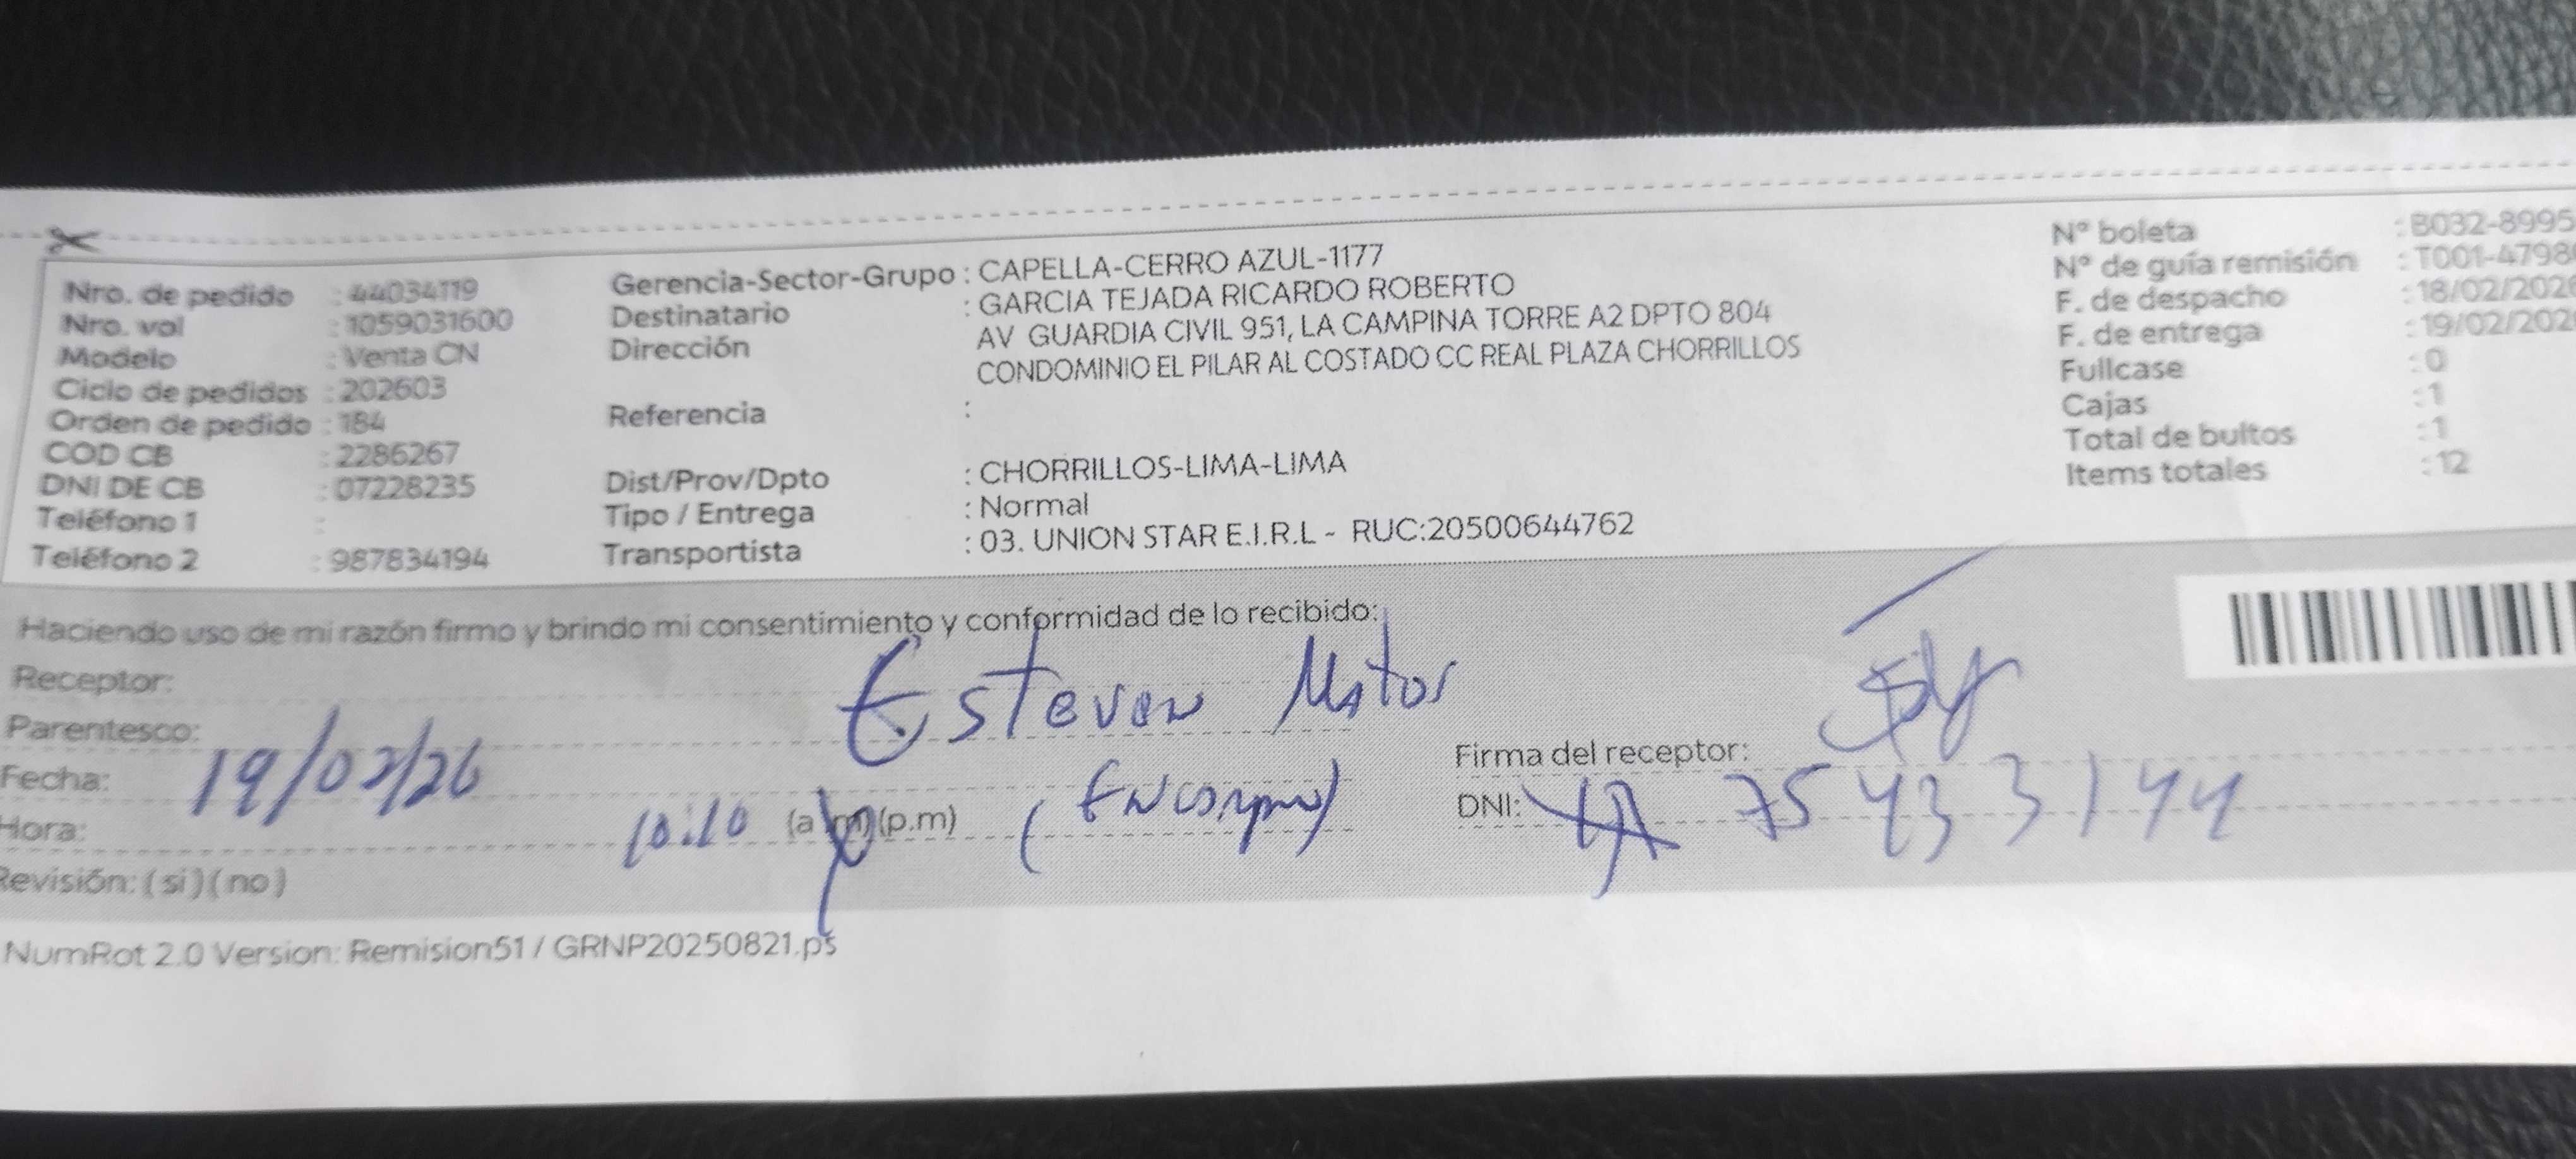 Nro. de pedido : 44034119
Nro. vol : 1059031600
Modelo : Venta CN
Ciclo de pedidos : 202603
Orden de pedido : 184
COD CB : 2286267
DNI DE CB : 07228235
Teléfono 1 :
Teléfono 2 : 987834194
Gerencia-Sector-Grupo : CAPELLA-CERRO AZUL-1177
Destinatario : GARCIA TEJADA RICARDO ROBERTO
Dirección AV GUARDIA CIVIL 951, LA CAMPINA TORRE A2 DPTO 804
CONDOMINIO EL PILAR AL COSTADO CC REAL PLAZA CHORRILLOS
Referencia :
Dist/Prov/Dpto : CHORRILLOS-LIMA-LIMA
Tipo / Entrega : Normal
Transportista : 03. UNION STAR E.I.R.L - RUC:20500644762
Nº boleta : B032-8995
Nº de guía remisión : T001-4798
F. de despacho : 18/02/202
F. de entrega : 19/02/202
Fullcase : 0
Cajas : 1
Total de bultos : 1
Items totales : 12
Haciendo uso de mi razón firmo y brindo mi consentimiento y conformidad de lo recibido:
Receptor: Esteven Matos
Parentesco:
Firma del receptor:
Fecha: 19/02/26
DNI: 75433144
Hora: 10:10 (a.m)(p.m)
Revisión: (si)(no)
NumRot 2.0 Version: Remision51 / GRNP20250821.ps